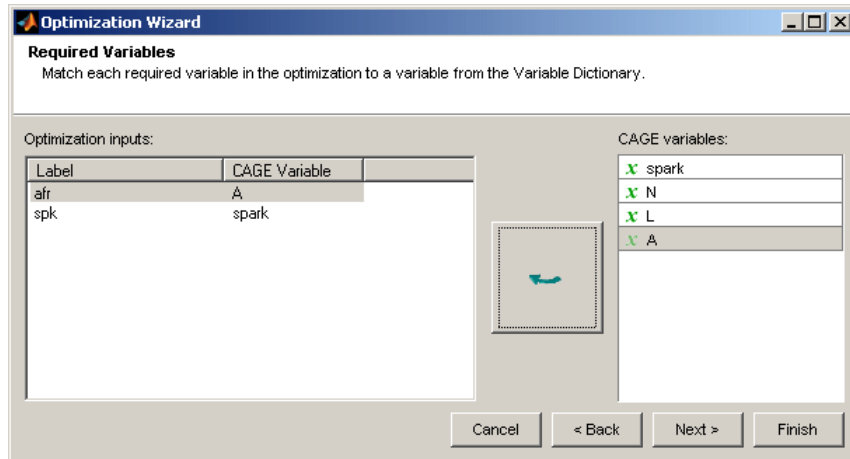 Optimization Wizard
Required Variables
Match each required variable in the optimization to a variable from the Variable Dictionary.
Optimization inputs:
CAGE variables:
Label CAGE Variable
afr A
spk spark
x spark
x N
x L
x A
Cancel < Back Next > Finish